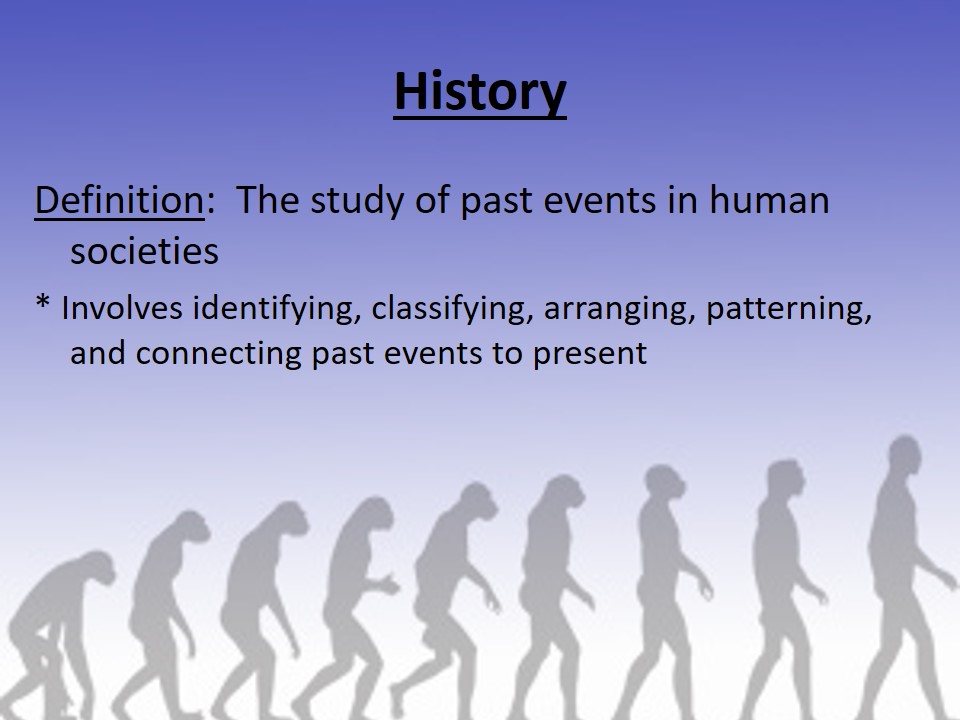 History
Definition:  The study of past events in human
societies
* Involves identifying, classifying, arranging, patterning,
and connecting past events to present